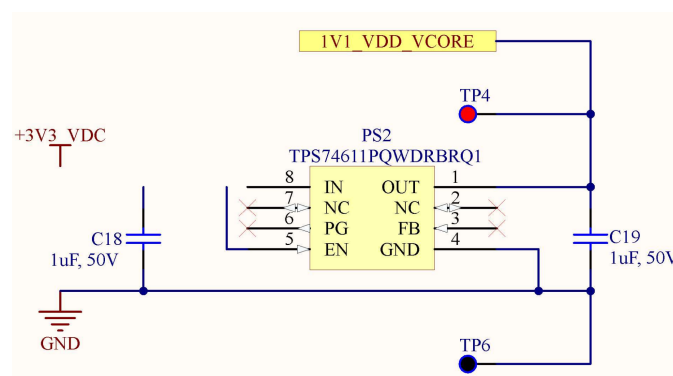 1V1_VDD_VCORE
TP4
+3V3_VDC
PS2
TPS74611PQWDRBRQ1
8 IN OUT 1
7 NC NC 2
6 PG FB 3
5 EN GND 4
C18
1uF, 50V
C19
1uF, 50V
GND
TP6